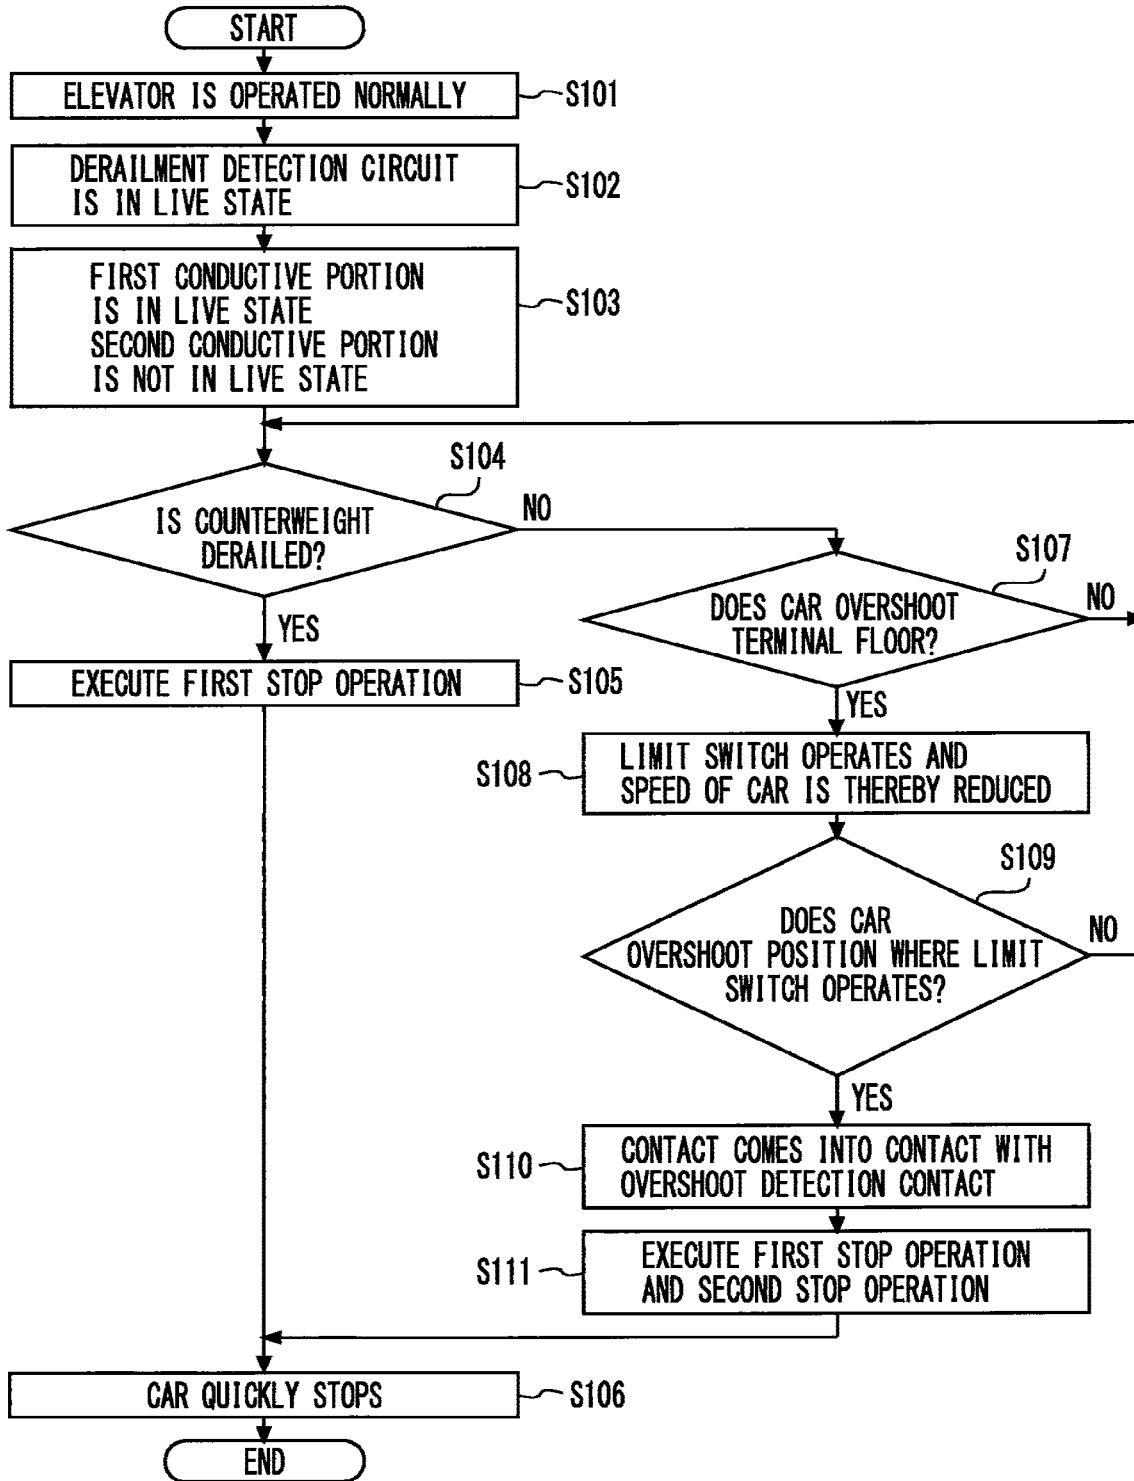 START
ELEVATOR IS OPERATED NORMALLY
S101
DERAILMENT DETECTION CIRCUIT
IS IN LIVE STATE
S102
FIRST CONDUCTIVE PORTION
IS IN LIVE STATE
SECOND CONDUCTIVE PORTION
IS NOT IN LIVE STATE
S103
S104
IS COUNTERWEIGHT
DERAILED?
NO
YES
EXECUTE FIRST STOP OPERATION
S105
S107
DOES CAR OVERSHOOT
TERMINAL FLOOR?
NO
YES
S108
LIMIT SWITCH OPERATES AND
SPEED OF CAR IS THEREBY REDUCED
S109
DOES CAR
OVERSHOOT POSITION WHERE LIMIT
SWITCH OPERATES?
NO
YES
S110
CONTACT COMES INTO CONTACT WITH
OVERSHOOT DETECTION CONTACT
S111
EXECUTE FIRST STOP OPERATION
AND SECOND STOP OPERATION
CAR QUICKLY STOPS
S106
END